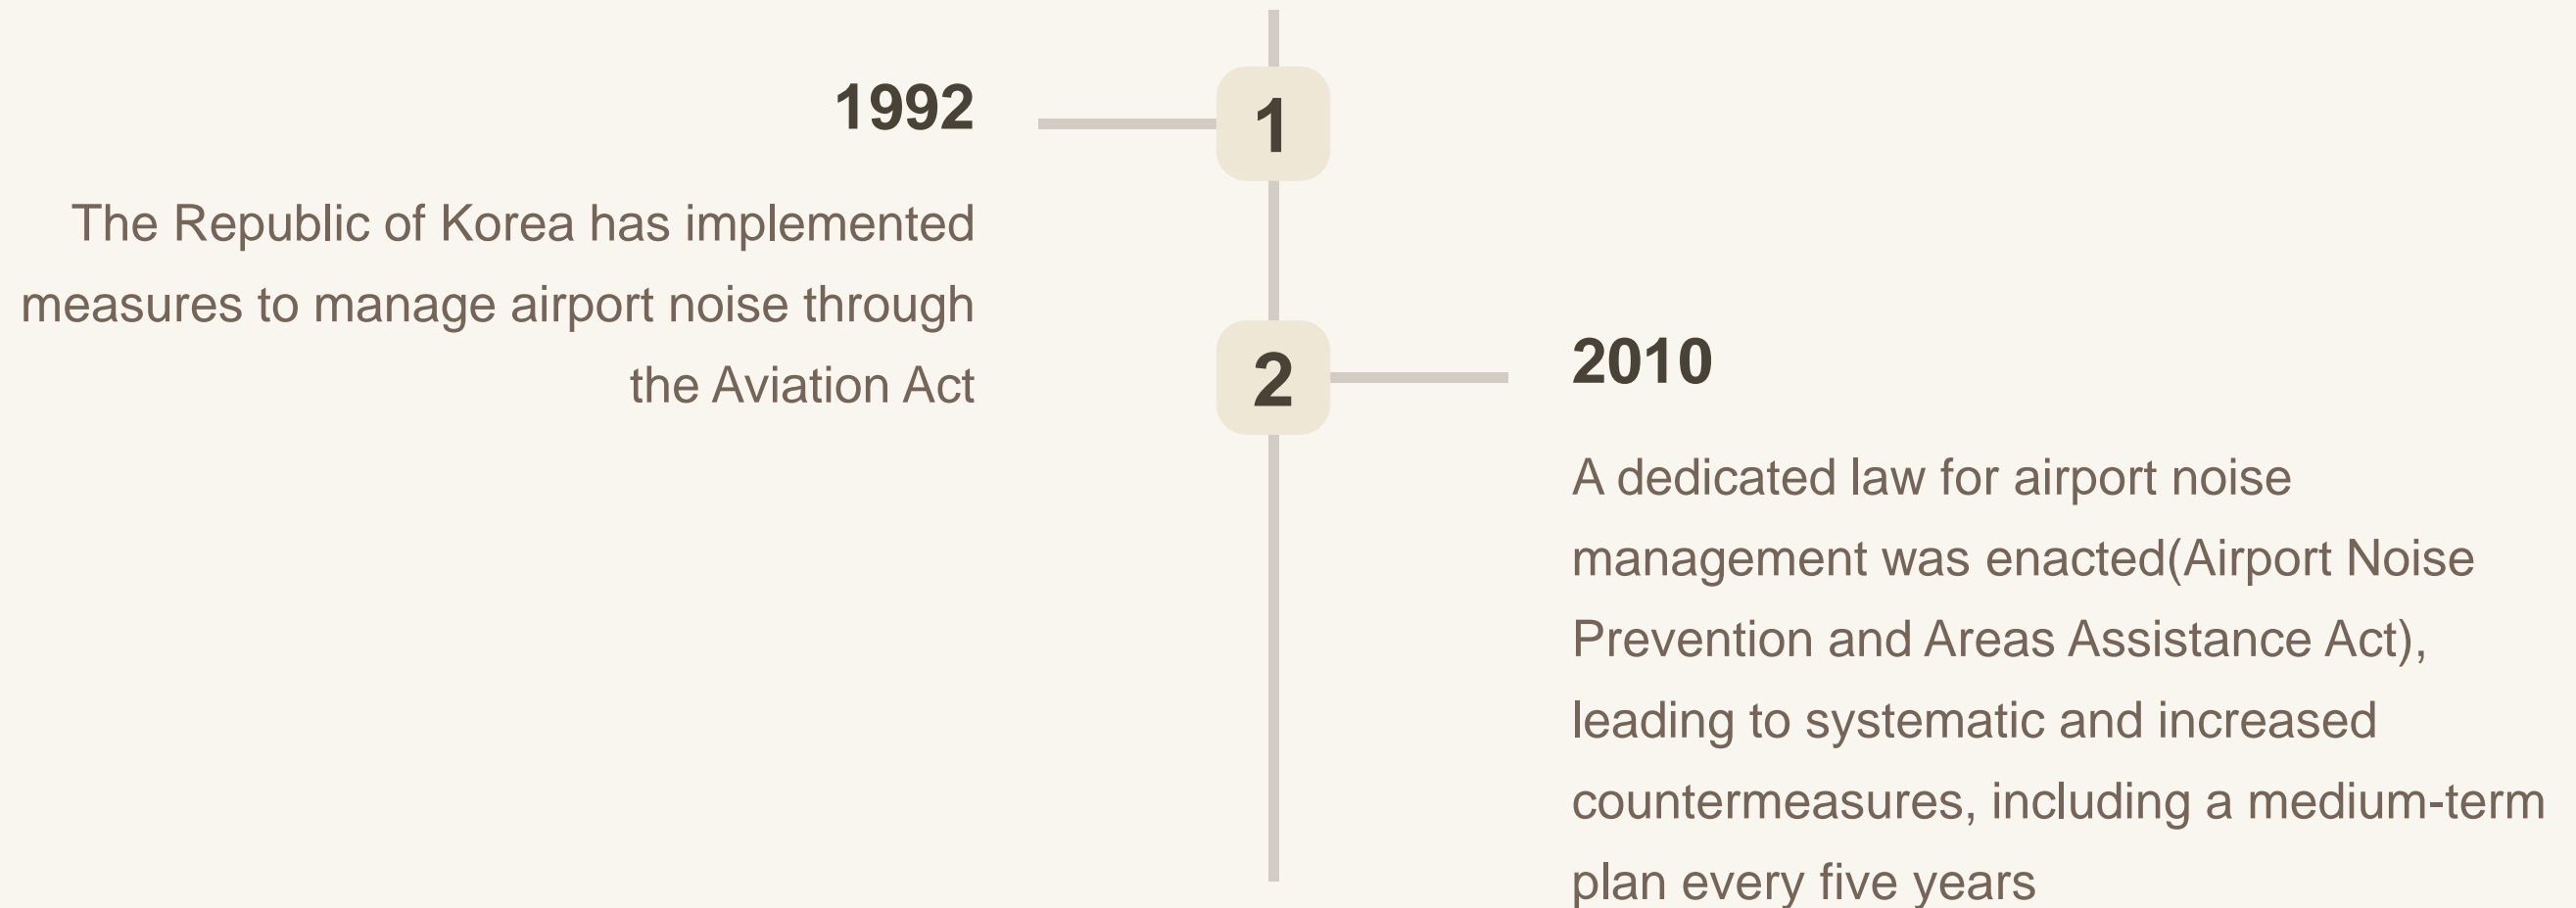 1992
1
The Republic of Korea has implemented
measures to manage airport noise through
the Aviation Act
2
2010
A dedicated law for airport noise
management was enacted(Airport Noise
Prevention and Areas Assistance Act),
leading to systematic and increased
countermeasures, including a medium-term
plan every five years